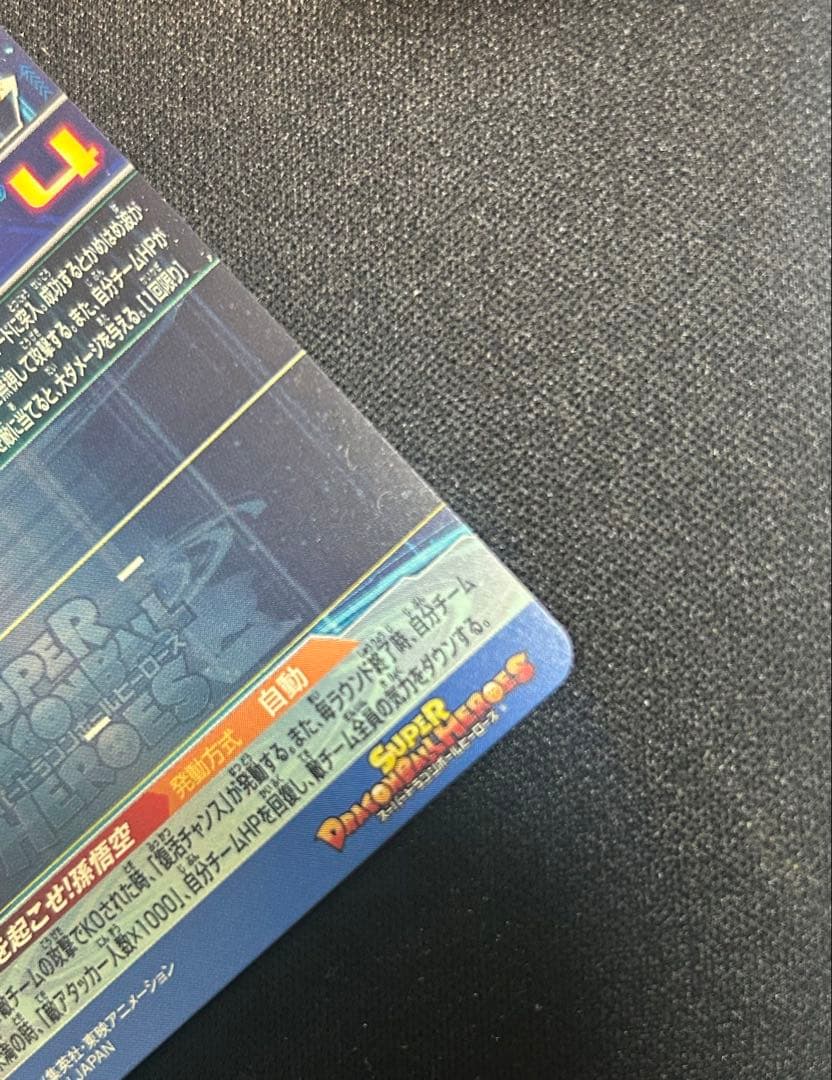 4
ードに突入、成功するとかめはめ波が
無視して攻撃する。また、自分チームHPが
敵に当てると、大ダメージを与える。[1回限り]
SUPER
DRAGONBALL
HEROES
スーパードラゴンボールヒーローズ
を起こせ!孫悟空
発動方式
自動
敵チームの攻撃でKOされた時、「復活チャンス」が発動する。また、毎ラウンド終了時、自分チーム
の時、「敵アタッカー人数×1000」、自分チームHPを回復し、敵チーム全員の気力をダウンする。
SUPER
DRAGONBALL HEROES
スーパードラゴンボールヒーローズ
集英社・東映アニメーション
JAPAN